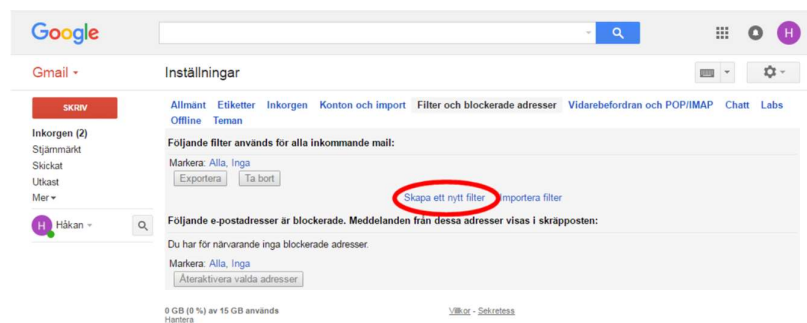 Google
H
Gmail
Inställningar
SKRIV
Allmänt Etiketter Inkorgen Konton och import Filter och blockerade adresser Vidarebefordran och POP/IMAP Chatt Labs
Offline Teman
Inkorgen (2)
Stjärnmärkt
Skickat
Utkast
Mer
H Håkan
Följande filter används för alla inkommande mail:
Markera: Alla, Inga
Exportera Ta bort
Skapa ett nytt filter Importera filter
Följande e-postadresser är blockerade. Meddelanden från dessa adresser visas i skräpposten:
Du har för närvarande inga blockerade adresser.
Markera: Alla, Inga
Återaktivera valda adresser
0 GB (0 %) av 15 GB används
Hantera
Villkor - Sekretess